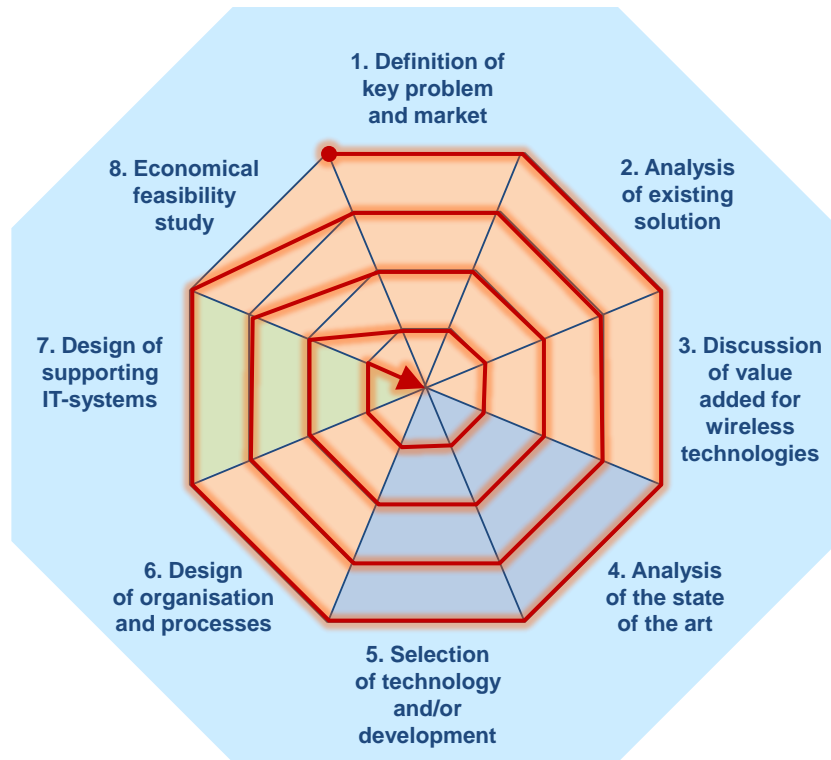 1. Definition of
key problem
and market
2. Analysis
of existing
solution
3. Discussion
of value
added for
wireless
technologies
4. Analysis
of the state
of the art
5. Selection
of technology
and/or
development
6. Design
of organisation
and processes
7. Design of
supporting
IT-systems
8. Economical
feasibility
study